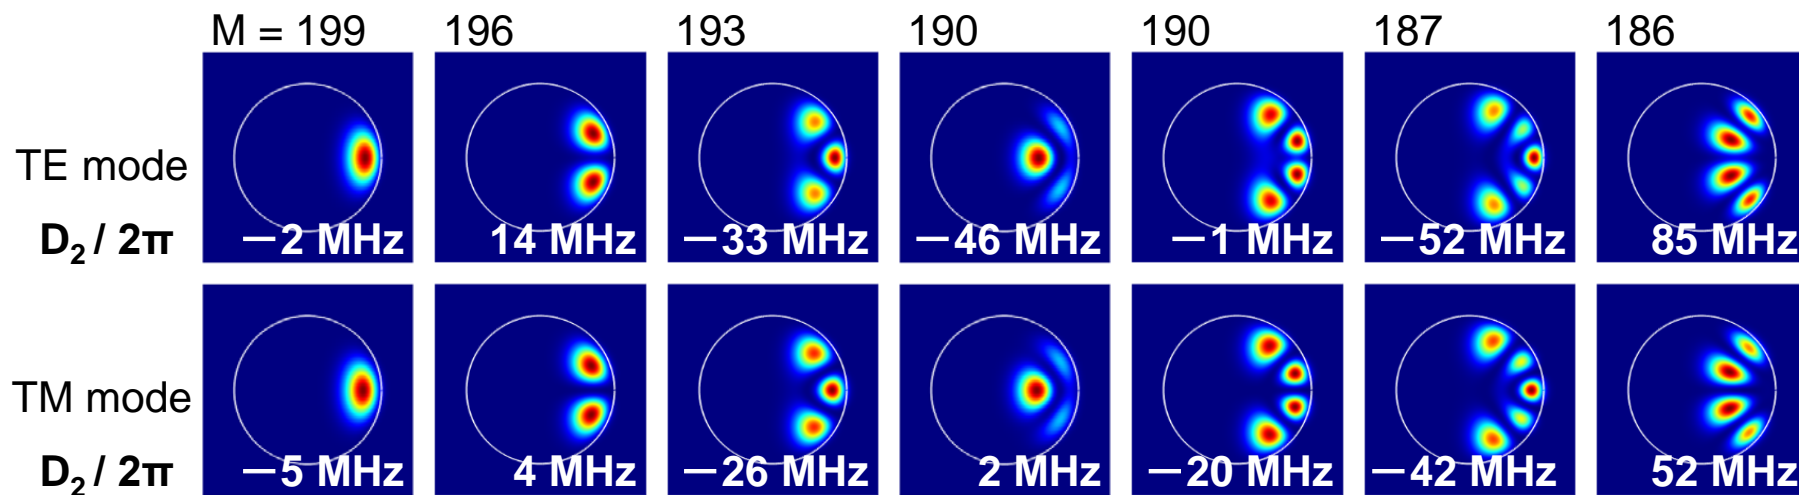 M = 199 196 193 190 190 187 186
TE mode
D₂ / 2π −2 MHz 14 MHz −33 MHz −46 MHz −1 MHz −52 MHz 85 MHz
TM mode
D₂ / 2π −5 MHz 4 MHz −26 MHz 2 MHz −20 MHz −42 MHz 52 MHz